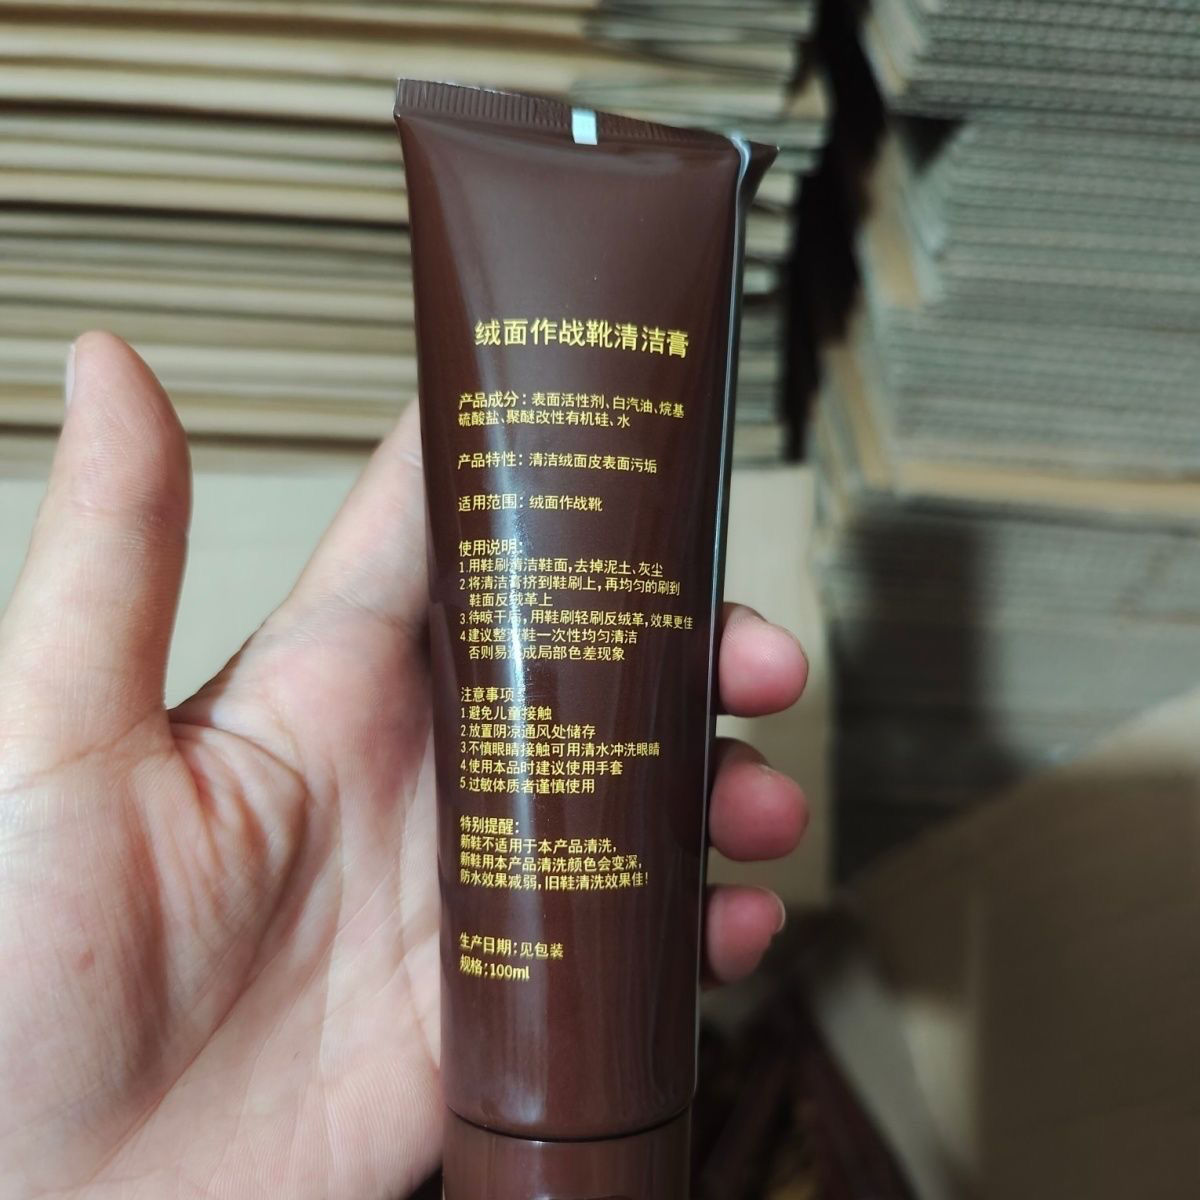 绒面作战靴清洁膏
产品成分：表面活性剂、白汽油、烷基
硫酸盐、聚醚改性有机硅、水
产品特性：清洁绒面皮表面污垢
适用范围：绒面作战靴
使用说明：
1.用鞋刷清洁鞋面,去掉泥土、灰尘
2.将清洁膏挤到鞋刷上,再均匀的刷到
鞋面反绒革上
3.待晾干后,用鞋刷轻刷反绒革,效果更佳
4.建议整双鞋一次性均匀清洁
否则易造成局部色差现象
注意事项：
1.避免儿童接触
2.放置阴凉通风处储存
3.不慎眼睛接触可用清水冲洗眼睛
4.使用本品时建议使用手套
5.过敏体质者谨慎使用
特别提醒：
新鞋不适用于本产品清洗,
新鞋用本产品清洗颜色会变深,
防水效果减弱,旧鞋清洗效果佳!
生产日期：见包装
规格：100ml